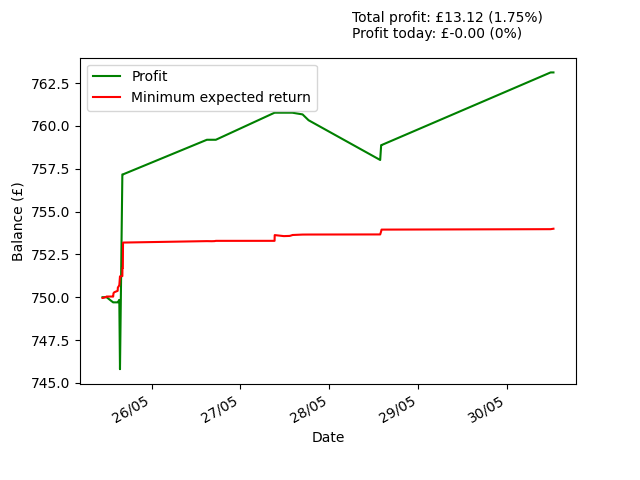 Total profit: £13.12 (1.75%)
Profit today: £-0.00 (0%)
Profit
Minimum expected return
762.5
760.0
757.5
755.0
752.5
750.0
747.5
745.0
Balance (£)
26/05
27/05
28/05
29/05
30/05
Date